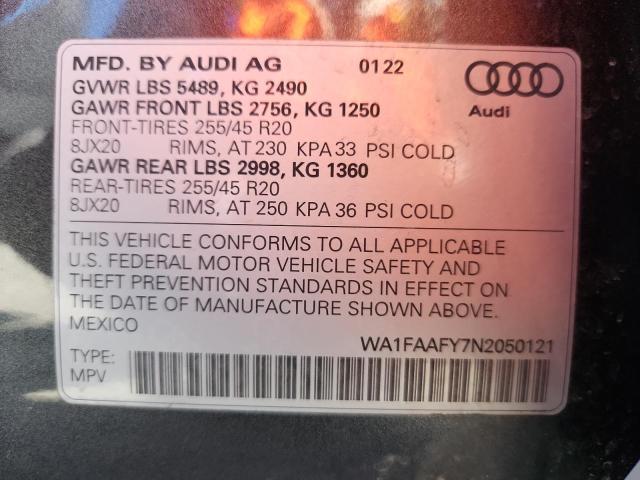 MFD. BY AUDI AG 0122
GVWR LBS 5489, KG 2490
GAWR FRONT LBS 2756, KG 1250
Audi
FRONT-TIRES 255/45 R20
8JX20 RIMS, AT 230 KPA 33 PSI COLD
GAWR REAR LBS 2998, KG 1360
REAR-TIRES 255/45 R20
8JX20 RIMS, AT 250 KPA 36 PSI COLD
THIS VEHICLE CONFORMS TO ALL APPLICABLE
U.S. FEDERAL MOTOR VEHICLE SAFETY AND
THEFT PREVENTION STANDARDS IN EFFECT ON
THE DATE OF MANUFACTURE SHOWN ABOVE.
MEXICO
WA1FAAFY7N2050121
TYPE:
MPV